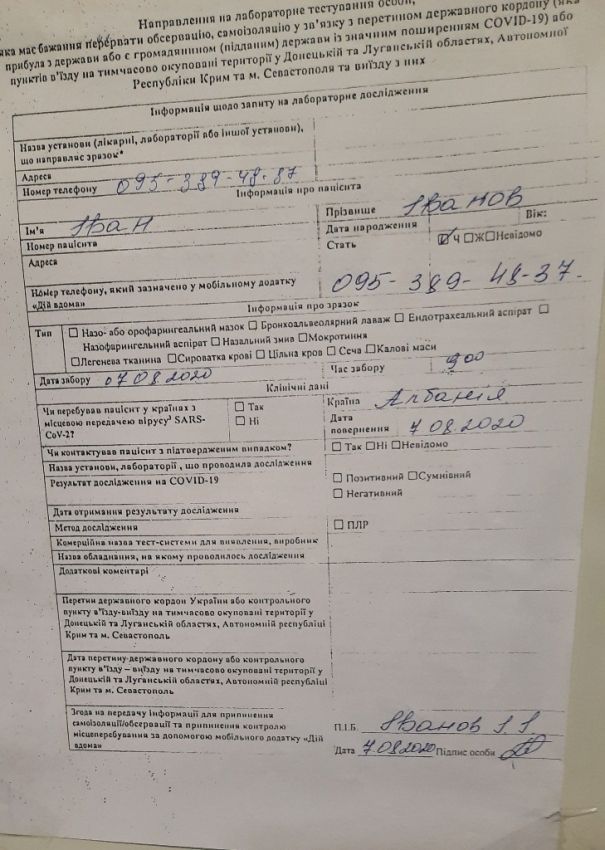 Направлення на лабораторне тестування особи,
яка має бажання перервати обсервацію, самоізоляцію у зв'язку з перетином державного кордону (яка
прибула з держави або є громадянином (підданим) держави із значним поширенням COVID-19) або
пунктів в'їзду на тимчасово окуповані території у Донецькій та Луганській областях, Автономної
Республіки Крим та м. Севастополя та виїзду з них
Інформація щодо запиту на лабораторне дослідження
Назва установи (лікарні, лабораторії або іншої установи),
що направляє зразок*
Адреса
Номер телефону 095-389-48-87
Інформація про пацієнта
Ім'я Іван Прізвище Іванов
Номер пацієнта Дата народження Вік:
Стать ☑ Ч ☐Ж☐Невідомо
Адреса
Номер телефону, який зазначено у мобільному додатку 095-389-48-37.
«Дій вдома»
Інформація про зразок
Тип ☐ Назо- або орофарингеальний мазок ☐ Бронхоальвеолярний лаваж ☐ Ендотрахеальний аспірат ☐
Назофарингельний аспірат ☐ Назальний змив ☐Мокротиння
☐Легенева тканина ☐Сироватка крові ☐ Цільна кров ☐ Сеча ☐Калові маси
Дата забору 07082020 Час забору 900
Клінічні дані
Чи перебував пацієнт у країнах з ☐ Так Країна Албанія
місцевою передачею вірусу³ SARS- ☐ Ні Дата
CoV-2? повернення 7 08 2020
Чи контактував пацієнт з підтвердженим випадком? ☐ Так ☐Ні ☐Невідомо
Назва установи, лабораторії , що проводила дослідження
Результат дослідження на COVID-19 ☐ Позитивний ☐Сумнівний
☐ Негативний
Дата отримання результату дослідження
Метод дослідження ☐ ПЛР
Комерційна назва тест-системи для виявлення, виробник
Назва обладнання, на якому проводилось дослідження
Додаткові коментарі
Перетин державного кордон України або контрольного
пункту в'їзду-виїзду на тимчасово окуповані території у
Донецькій та Луганській областях, Автономній республіці
Крим та м. Севастополь
Дата перетину державного кордону або контрольного
пункту в'їзду – виїзду на тимчасово окуповані території у
Донецькій та Луганській областях, Автономній республіці
Крим та м. Севастополь
Згода на передачу інформації для припинення
самоізоляції/обсервації та припинення контролю П.І.Б. Іванов І І
місцеперебування за допомогою мобільного додатку «Дій
вдома» Дата 7.082020 Підпис особи